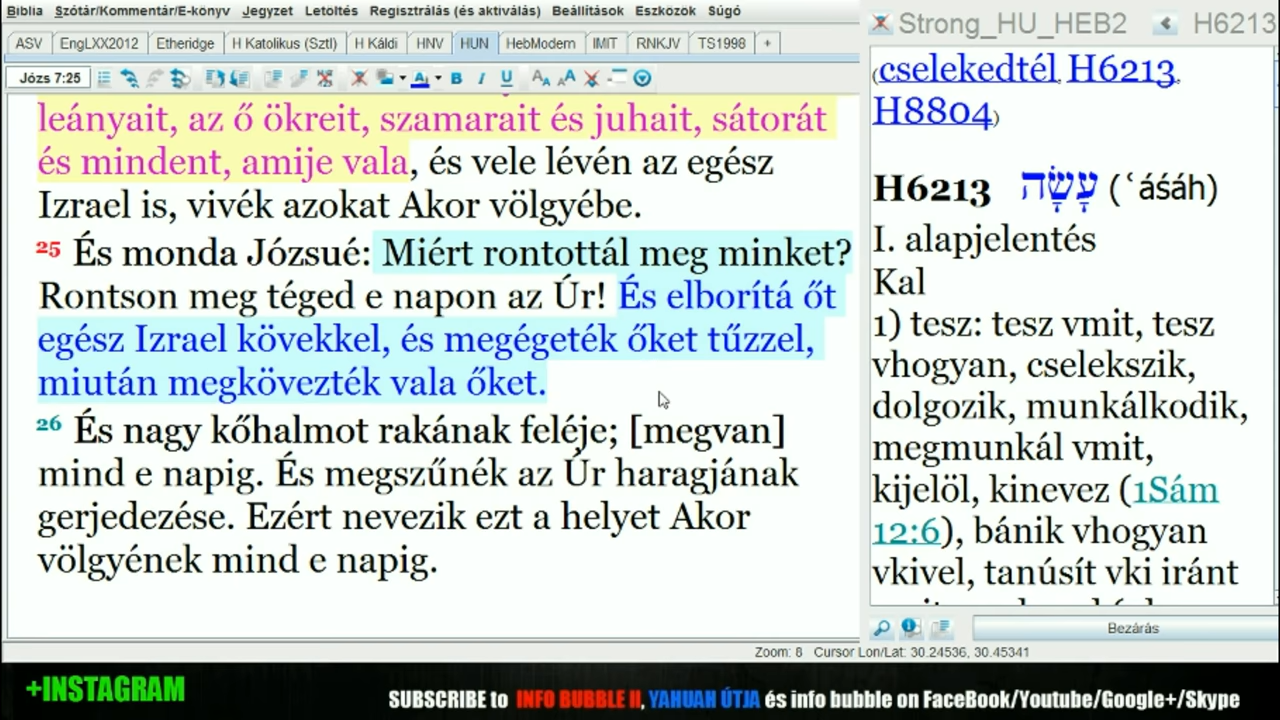 Biblia Szótár/Kommentár/E-könyv Jegyzet Letöltés Regisztrálás (és aktiválás) Beállítások Eszközök Súgó
ASV EngLXX2012 Etheridge H Katolikus (Sztl) H Káldi HNV HUN HebModern IMIT RNKJV TS1998 +
Józs 7:25
leányait, az ő ökreit, szamarait és juhait, sátorát
és mindent, amije vala, és vele lévén az egész
Izrael is, vivék azokat Akor völgyébe.
25 És monda Józsué: Miért rontottál meg minket?
Rontson meg téged e napon az Úr! És elborítá őt
egész Izrael kövekkel, és megégeték őket tűzzel,
miután megkövezték vala őket.
26 És nagy kőhalmot rakának feléje; [megvan]
mind e napig. És megszűnék az Úr haragjának
gerjedezése. Ezért nevezik ezt a helyet Akor
völgyének mind e napig.
Strong_HU_HEB2 H6213
(cselekedtél, H6213,
H8804)
H6213 עָשָׂה (ʿáśáh)
I. alapjelentés
Kal
1) tesz: tesz vmit, tesz
vhogyan, cselekszik,
dolgozik, munkálkodik,
megmunkál vmit,
kijelöl, kinevez (1Sám
12:6), bánik vhogyan
vkivel, tanúsít vki iránt
Bezárás
Zoom: 8 Cursor Lon/Lat: 30.24536, 30.45341
+INSTAGRAM
SUBSCRIBE to INFO BUBBLE II, YAHUAH ÚTJA és info bubble on FaceBook/Youtube/Google+/Skype